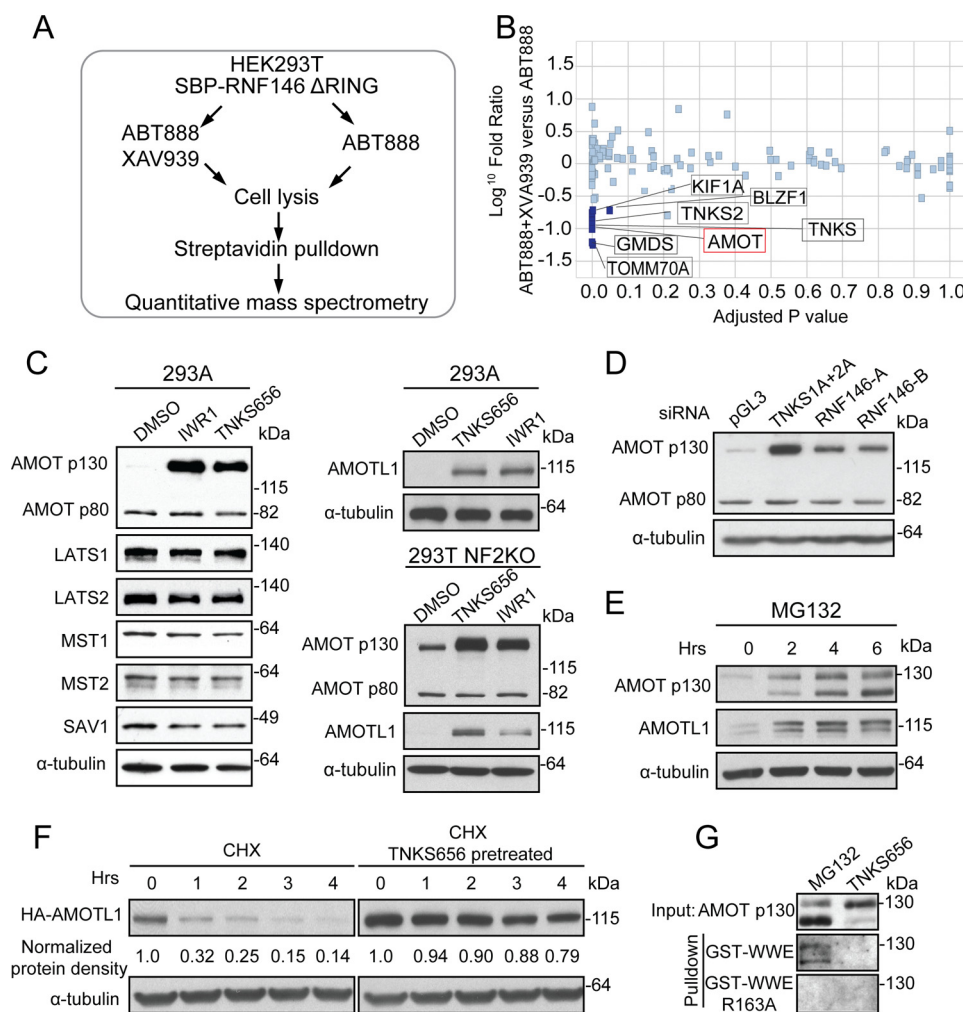 A
HEK293T
SBP-RNF146 ΔRING
ABT888
XAV939
ABT888
Cell lysis
Streptavidin pulldown
Quantitative mass spectrometry
B
Log10 Fold Ratio
ABT888+XVA939 versus ABT888
1.5
1.0
0.5
0
-0.5
-1.0
-1.5
KIF1A
BLZF1
TNKS2
TNKS
AMOT
GMDS
TOMM70A
0.0 0.1 0.2 0.3 0.4 0.5 0.6 0.7 0.8 0.9 1.0
Adjusted P value
C
293A
DMSO IWR1 TNKS656
kDa
AMOT p130
-115
AMOT p80 -82
LATS1 -140
LATS2 -140
MST1 -64
MST2 -64
SAV1 -49
α-tubulin -64
293A
DMSO TNKS656 IWR1
kDa
AMOTL1 -115
α-tubulin -64
293T NF2KO
DMSO TNKS656 IWR1
kDa
AMOT p130
-115
AMOT p80 -82
AMOTL1 -115
α-tubulin -64
D
siRNA pGL3 TNKS1A+2A RNF146-A RNF146-B
kDa
AMOT p130
-115
AMOT p80 -82
α-tubulin -64
E
MG132
Hrs 0 2 4 6 kDa
AMOT p130 -130
AMOTL1 -115
α-tubulin -64
F
CHX
CHX
TNKS656 pretreated
Hrs 0 1 2 3 4 0 1 2 3 4 kDa
HA-AMOTL1 -115
Normalized
protein density
1.0 0.32 0.25 0.15 0.14 1.0 0.94 0.90 0.88 0.79
α-tubulin -64
G
MG132 TNKS656
kDa
Input: AMOT p130 -130
Pulldown
GST-WWE -130
GST-WWE
R163A
-130